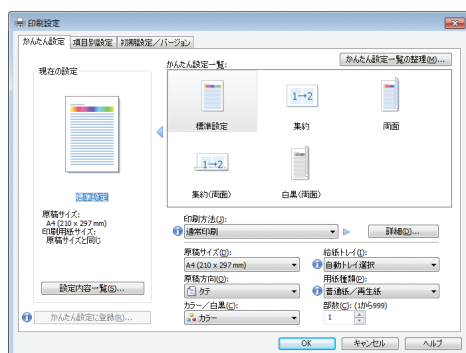 印刷設定
かんたん設定 項目別設定 初期設定／バージョン
現在の設定
かんたん設定一覧:
かんたん設定一覧の整理(M)...
1→2
標準設定 集約 両面
1→2
集約(両面) 白黒(両面)
標準設定
原稿サイズ:
A4 (210 x 297 mm)
印刷用紙サイズ:
原稿サイズと同じ
設定内容一覧(S)...
かんたん設定に登録(R)...
印刷方法(J):
通常印刷
詳細(D)...
原稿サイズ(D):
A4 (210 x 297 mm)
原稿方向(O):
タテ
カラー／白黒(C):
カラー
給紙トレイ(I):
自動トレイ選択
用紙種類(P):
普通紙／再生紙
部数(C): (1から999)
1
OK キャンセル ヘルプ